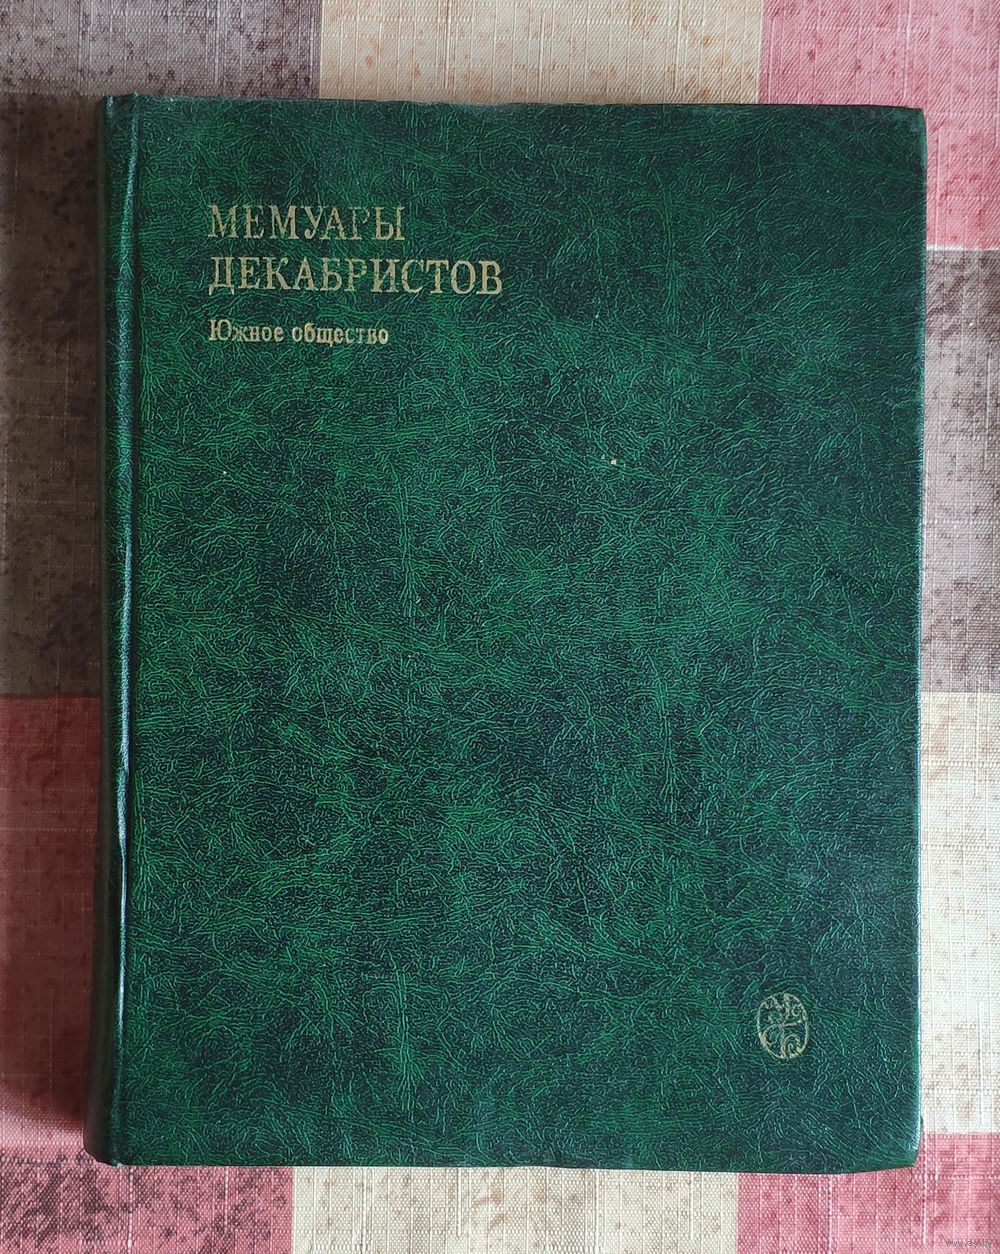 МЕМУАРЫ
ДЕКАБРИСТОВ
Южное общество